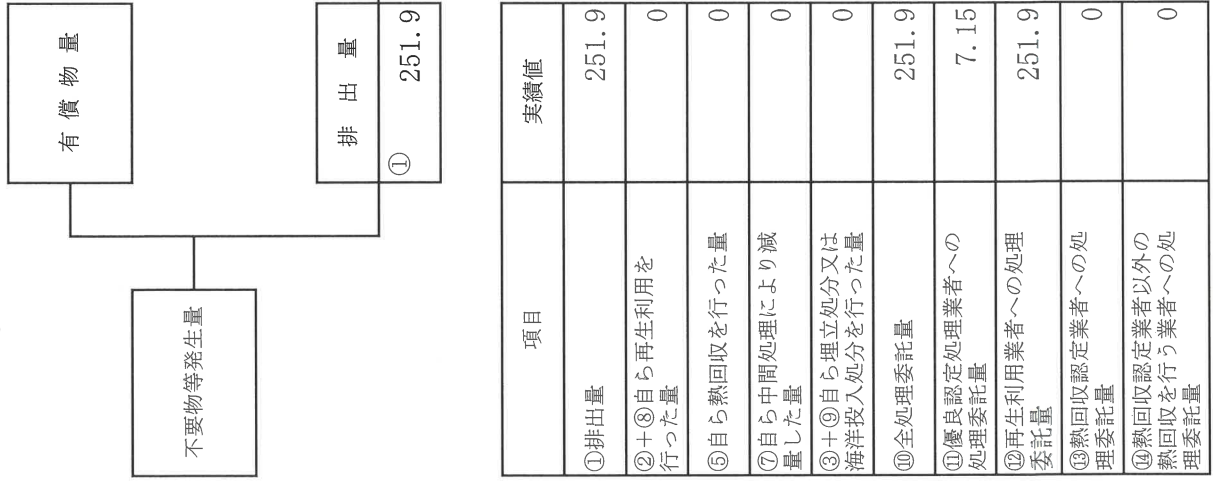 有償物量
不要物等発生量
排出量
①
251.9
項目
実績値
①排出量
251.9
②+⑧自ら再生利用を
行った量
0
⑤自ら熱回収を行った量
0
⑦自ら中間処理により減
量した量
0
③+⑨自ら埋立処分又は
海洋投入処分を行った量
0
⑩全処理委託量
251.9
⑪優良認定処理業者への
処理委託量
7.15
⑫再生利用業者への処理
委託量
251.9
⑬熱回収認定業者への処
理委託量
0
⑭熱回収認定業者以外の
熱回収を行う業者への処
理委託量
0